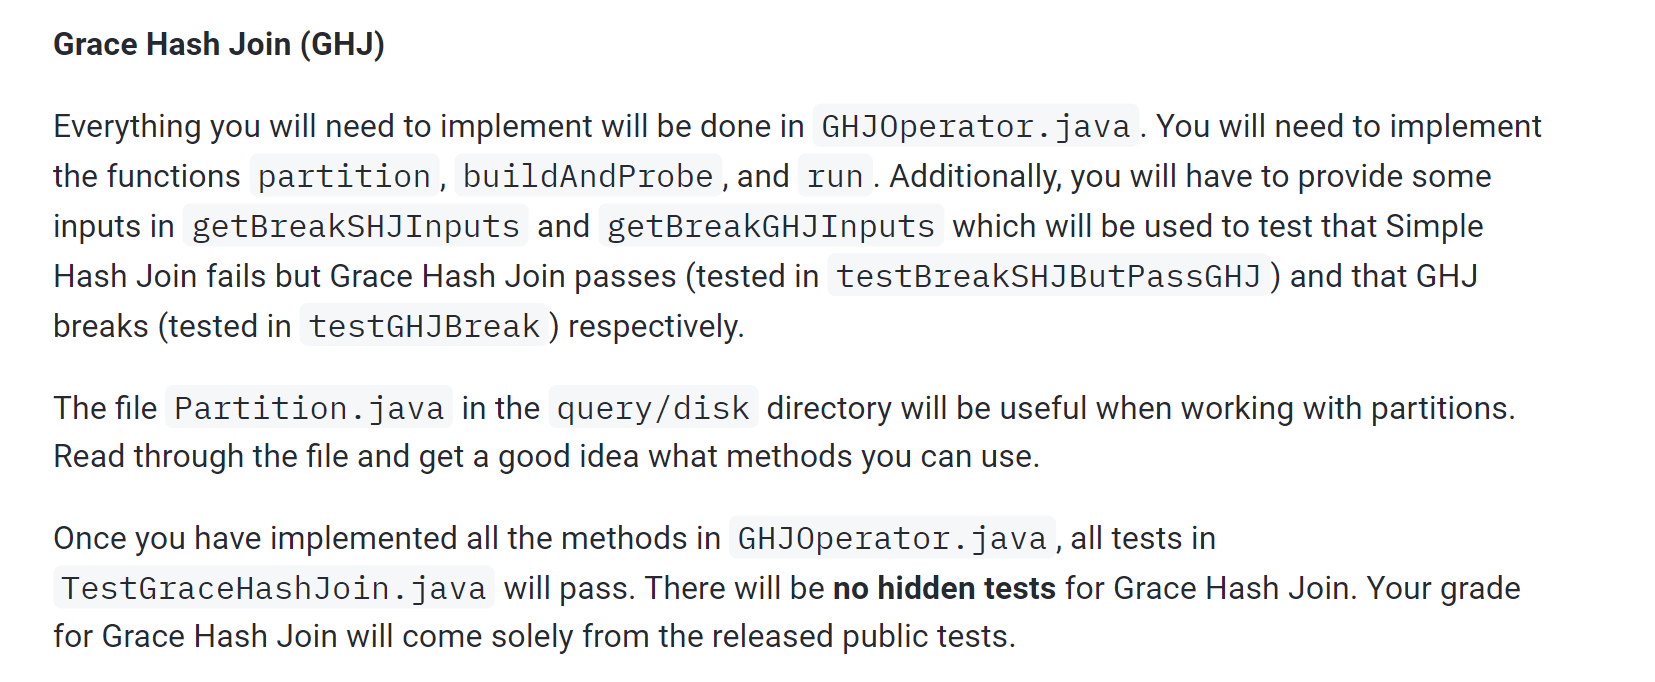 Grace Hash Join (GHJ)
Everything you will need to implement will be done in GHJOperator.java. You will need to implement
the functions partition, buildAndProbe, and run. Additionally, you will have to provide some
inputs in getBreakSHJInputs and getBreakGHJInputs which will be used to test that Simple
Hash Join fails but Grace Hash Join passes (tested in testBreakSHJButPassGHJ) and that GHJ
breaks (tested in testGHJBreak) respectively.
The file Partition.java in the query/disk directory will be useful when working with partitions.
Read through the file and get a good idea what methods you can use.
Once you have implemented all the methods in GHJOperator.java, all tests in
TestGraceHashJoin.java will pass. There will be no hidden tests for Grace Hash Join. Your grade
for Grace Hash Join will come solely from the released public tests.